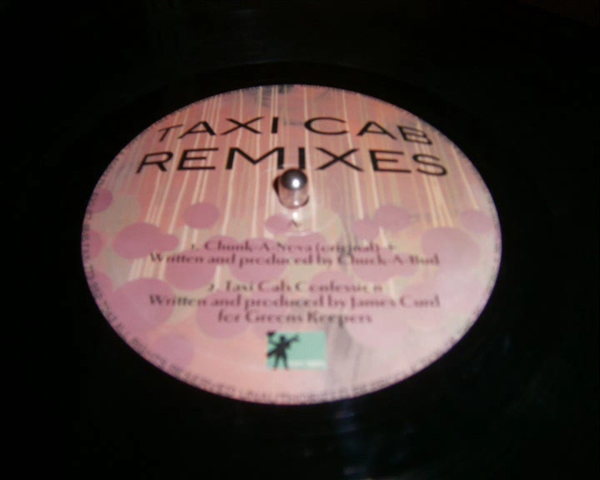 TAXI CAB
REMIXES
A
1. Chunk-A-Nova (original)
Written and produced by Chuck-A-Bud
2. Taxi Cab Confession
Written and produced by James Curd
for Greens Keepers